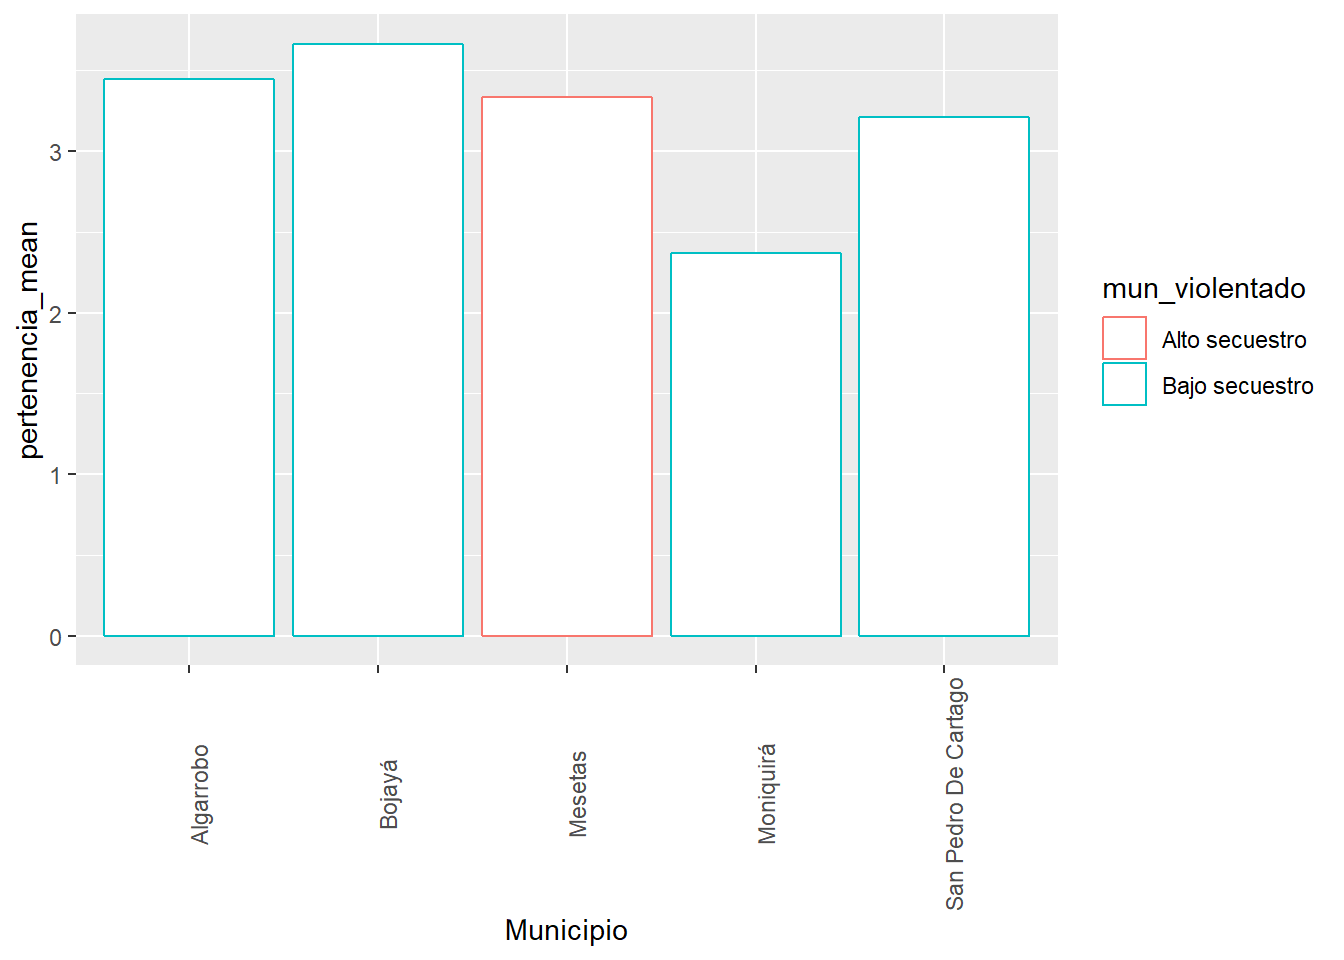 pertenencia_mean
3
2
1
0
Algarrobo
Bojayá
Mesetas
Moniquirá
San Pedro De Cartago
Municipio
mun_violentado
Alto secuestro
Bajo secuestro